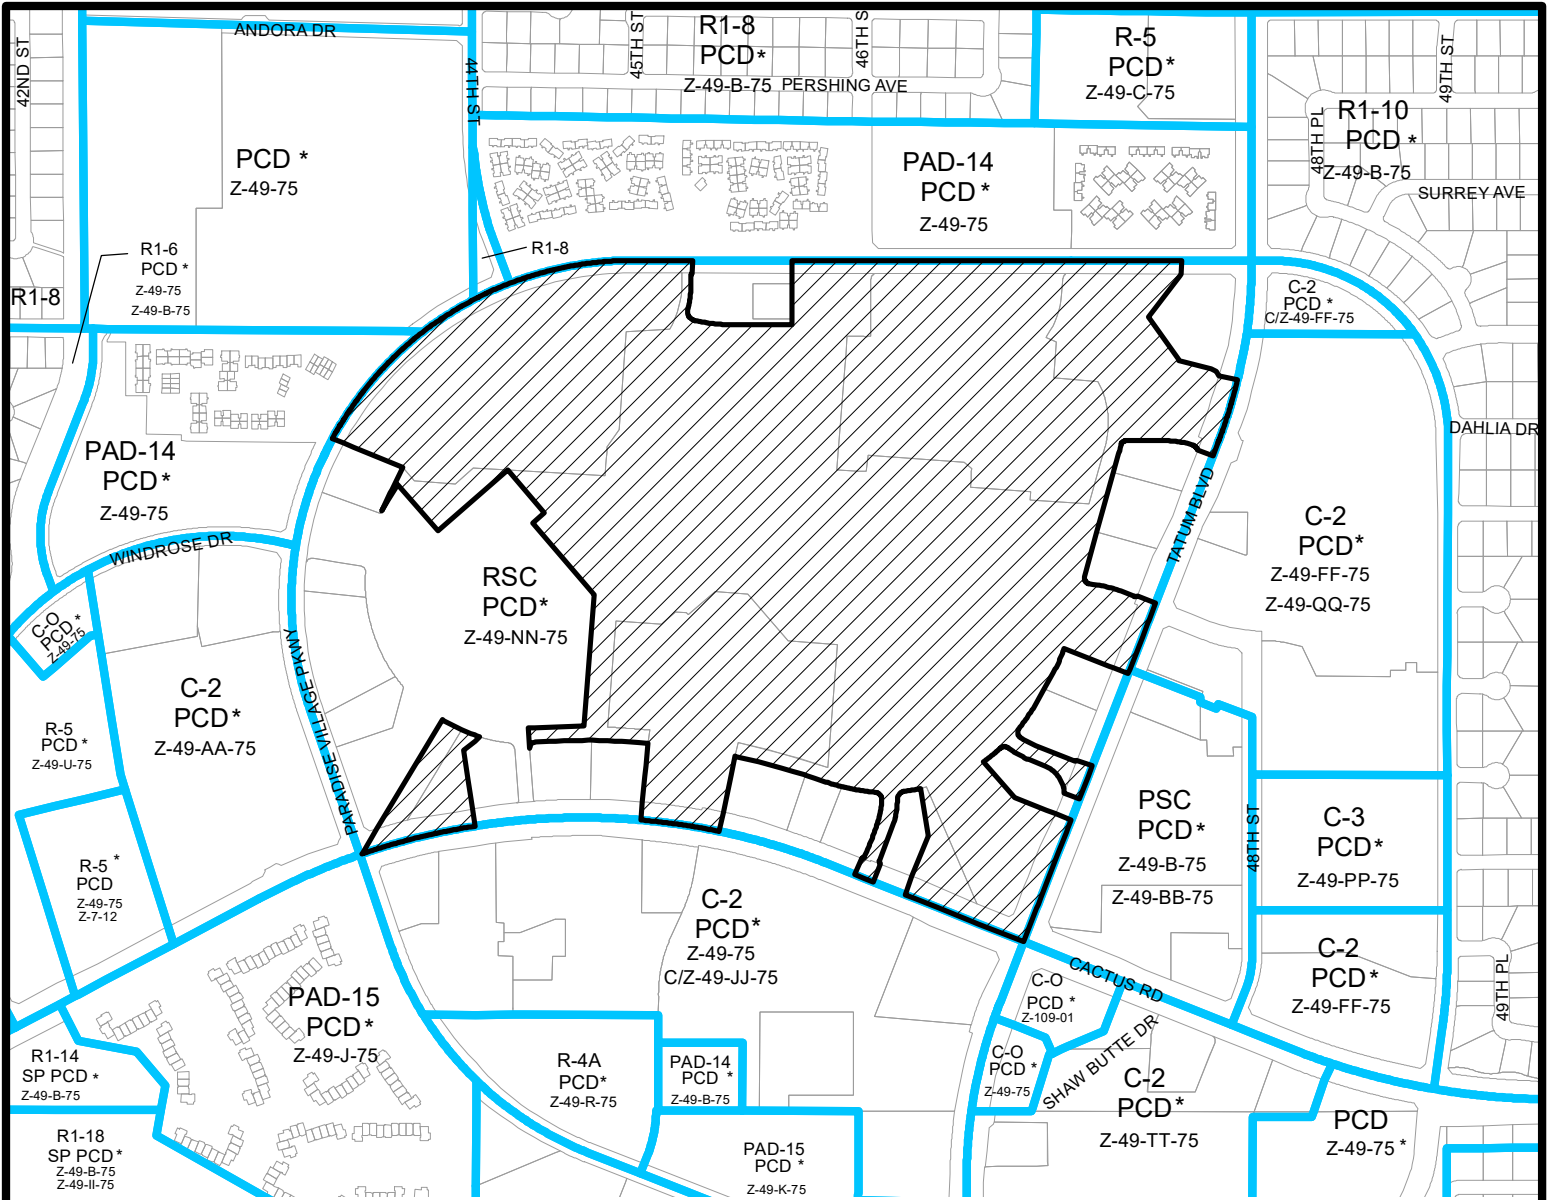 ANDORA DR
42ND ST
44TH ST
45TH ST
46TH S
R1-8
PCD*
Z-49-B-75
PERSHING AVE
R-5
PCD*
Z-49-C-75
49TH ST
48TH PL
R1-10
PCD *
Z-49-B-75
SURREY AVE
PCD *
Z-49-75
PAD-14
PCD *
Z-49-75
R1-8
R1-6
PCD *
Z-49-75
Z-49-B-75
R1-8
C-2
PCD *
C/Z-49-FF-75
DAHLIA DR
PAD-14
PCD *
Z-49-75
WINDROSE DR
TATUM BLVD
C-2
PCD*
Z-49-FF-75
Z-49-QQ-75
RSC
PCD*
Z-49-NN-75
C-O
PCD *
Z-49-75
PARADISE VILLAGE PKWY
C-2
PCD*
Z-49-AA-75
R-5
PCD *
Z-49-U-75
PSC
PCD*
Z-49-B-75
Z-49-BB-75
48TH ST
C-3
PCD*
Z-49-PP-75
R-5 *
PCD
Z-49-75
Z-7-12
C-2
PCD*
Z-49-75
C/Z-49-JJ-75
C-2
PCD*
Z-49-FF-75
49TH PL
CACTUS RD
C-O
PCD *
Z-109-01
PAD-15
PCD*
Z-49-J-75
R1-14
SP PCD *
Z-49-B-75
R-4A
PCD*
Z-49-R-75
PAD-14
PCD *
Z-49-B-75
C-O
PCD *
Z-49-75
SHAW BUTTE DR
C-2
PCD*
Z-49-TT-75
PCD
Z-49-75 *
R1-18
SP PCD*
Z-49-B-75
Z-49-II-75
PAD-15
PCD *
Z-49-K-75